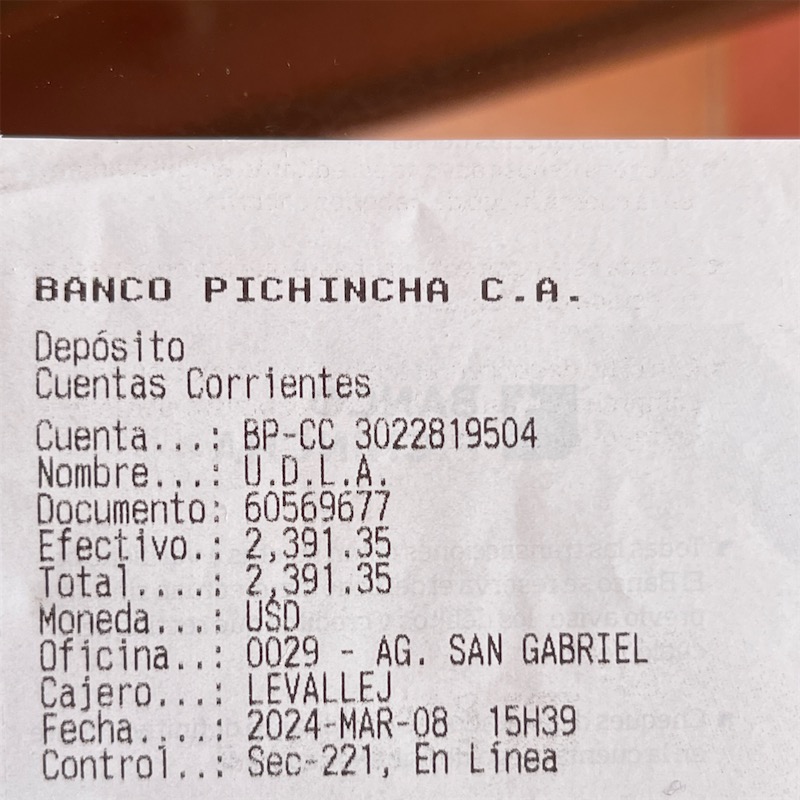 BANCO PICHINCHA C.A.
Depósito
Cuentas Corrientes
Cuenta...: BP-CC 3022819504
Nombre...: U.D.L.A.
Documento: 60569677
Efectivo.: 2,391.35
Total....: 2,391.35
Moneda...: USD
Oficina..: 0029 - AG. SAN GABRIEL
Cajero...: LEVALLEJ
Fecha....: 2024-MAR-08 15H39
Control..: Sec-221, En Línea